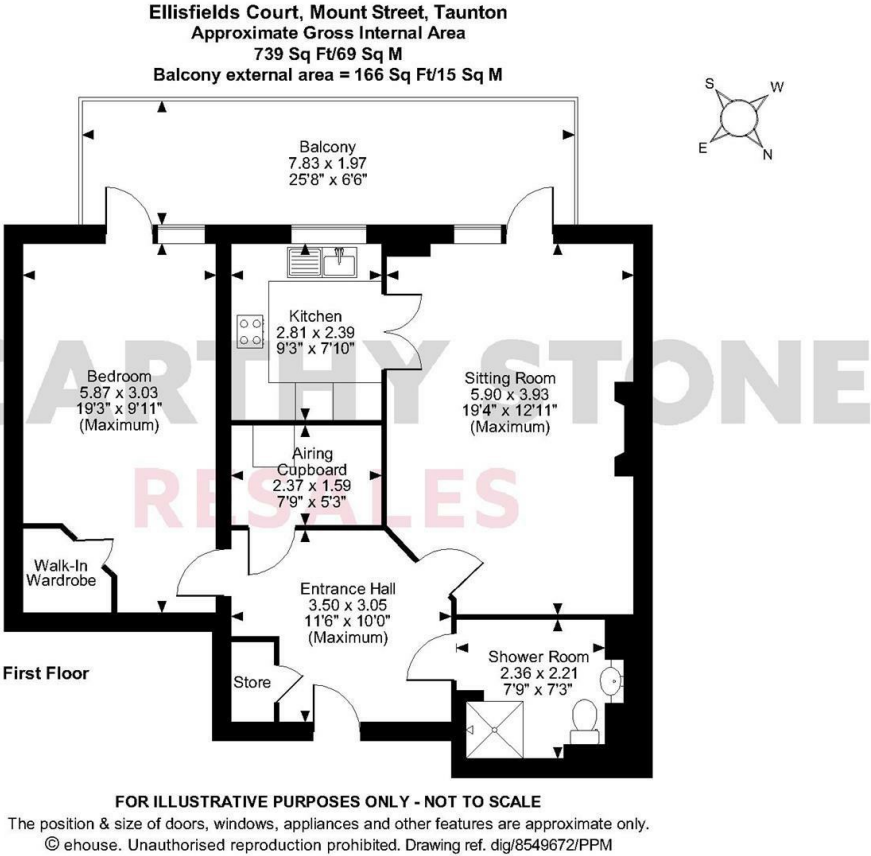 Ellisfields Court, Mount Street, Taunton
Approximate Gross Internal Area
739 Sq Ft/69 Sq M
Balcony external area = 166 Sq Ft/15 Sq M
S
W
E
N
Balcony
7.83 x 1.97
25'8" x 6'6"
Kitchen
2.81 x 2.39
9'3" x 7'10"
Bedroom
5.87 x 3.03
19'3" x 9'11"
(Maximum)
Sitting Room
5.90 x 3.93
19'4" x 12'11"
(Maximum)
CARTHY STONE
RESALES
Airing
Cupboard
2.37 x 1.59
7'9" x 5'3"
Walk-In
Wardrobe
Entrance Hall
3.50 x 3.05
11'6" x 10'0"
(Maximum)
Store
Shower Room
2.36 x 2.21
7'9" x 7'3"
First Floor
FOR ILLUSTRATIVE PURPOSES ONLY - NOT TO SCALE
The position & size of doors, windows, appliances and other features are approximate only.
© ehouse. Unauthorised reproduction prohibited. Drawing ref. dig/8549672/PPM